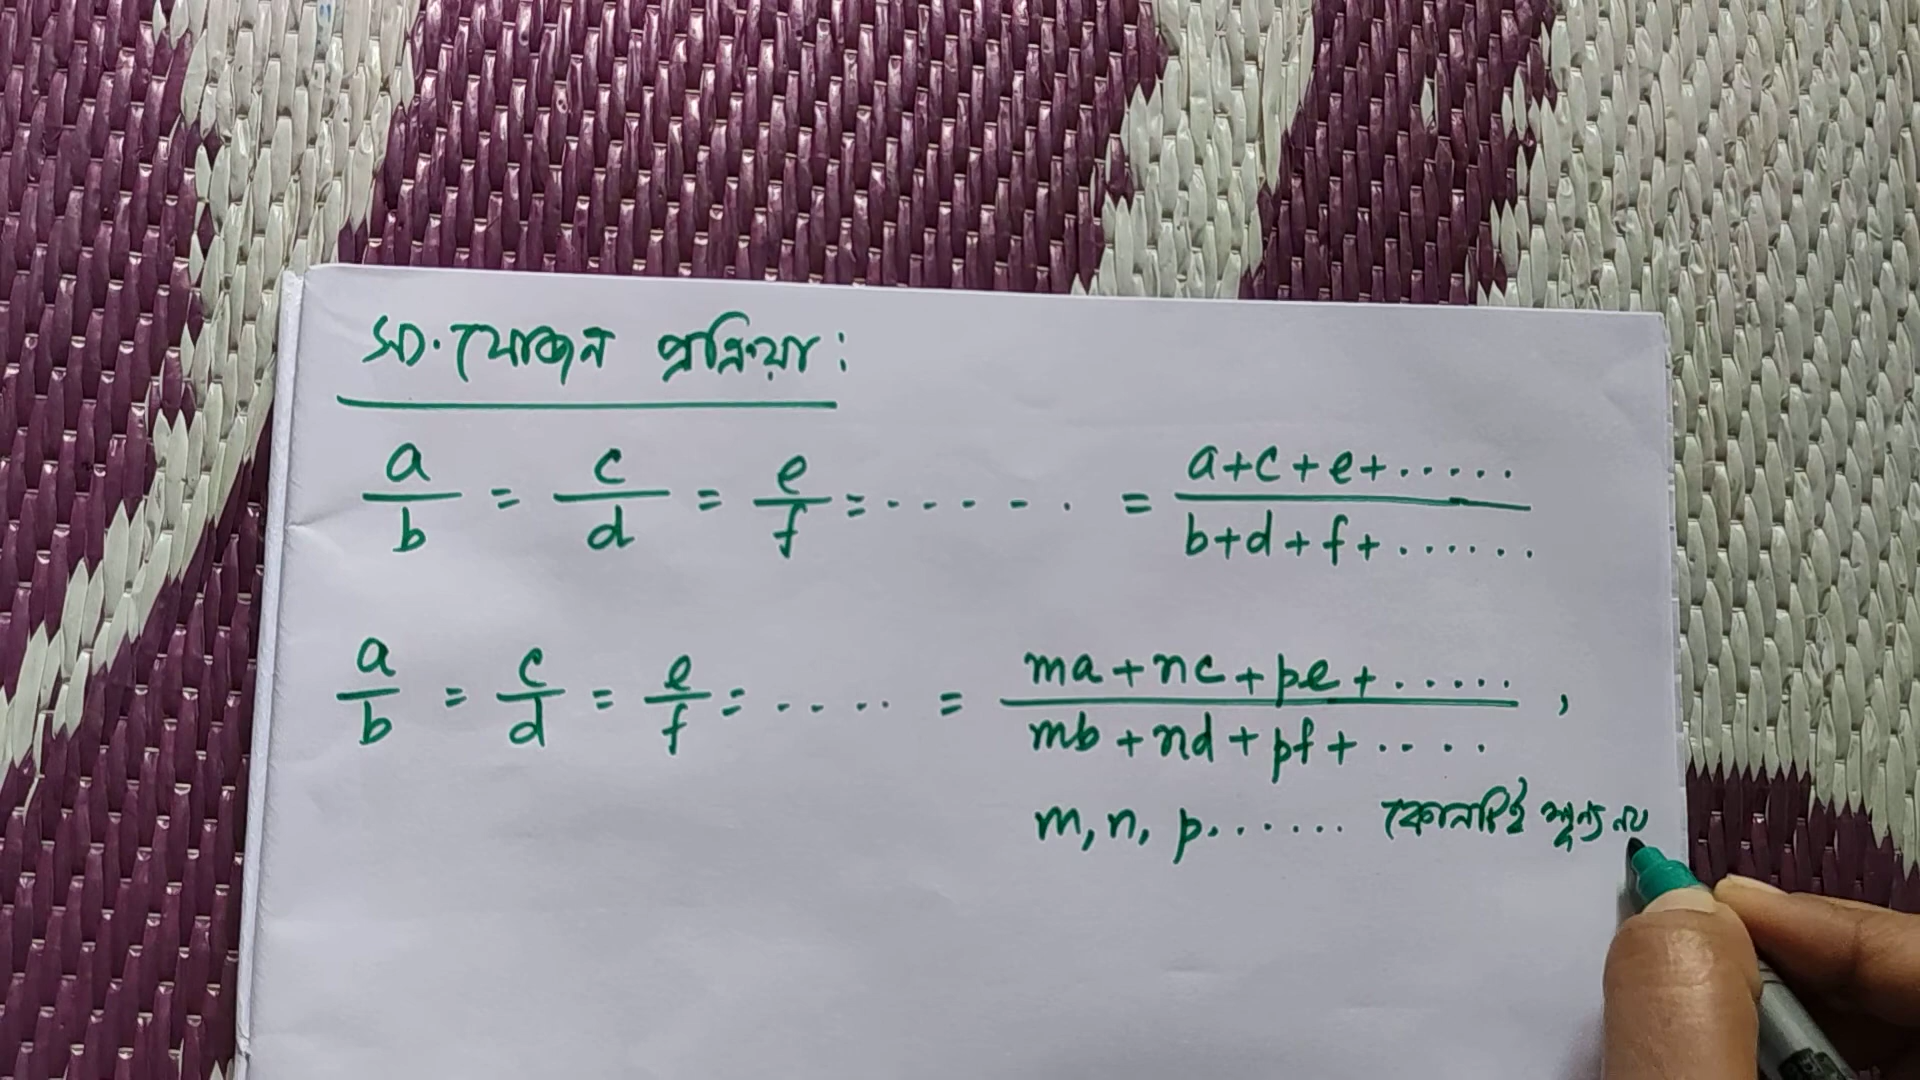 সংযোজন প্রক্রিয়া:
a/b = c/d = e/f = ...... = (a+c+e+.....)/(b+d+f+......)
a/b = c/d = e/f = ..... = (ma+nc+pe+.....)/(mb+nd+pf+....) ,
m, n, p....... কোনটিই শূন্য নয়